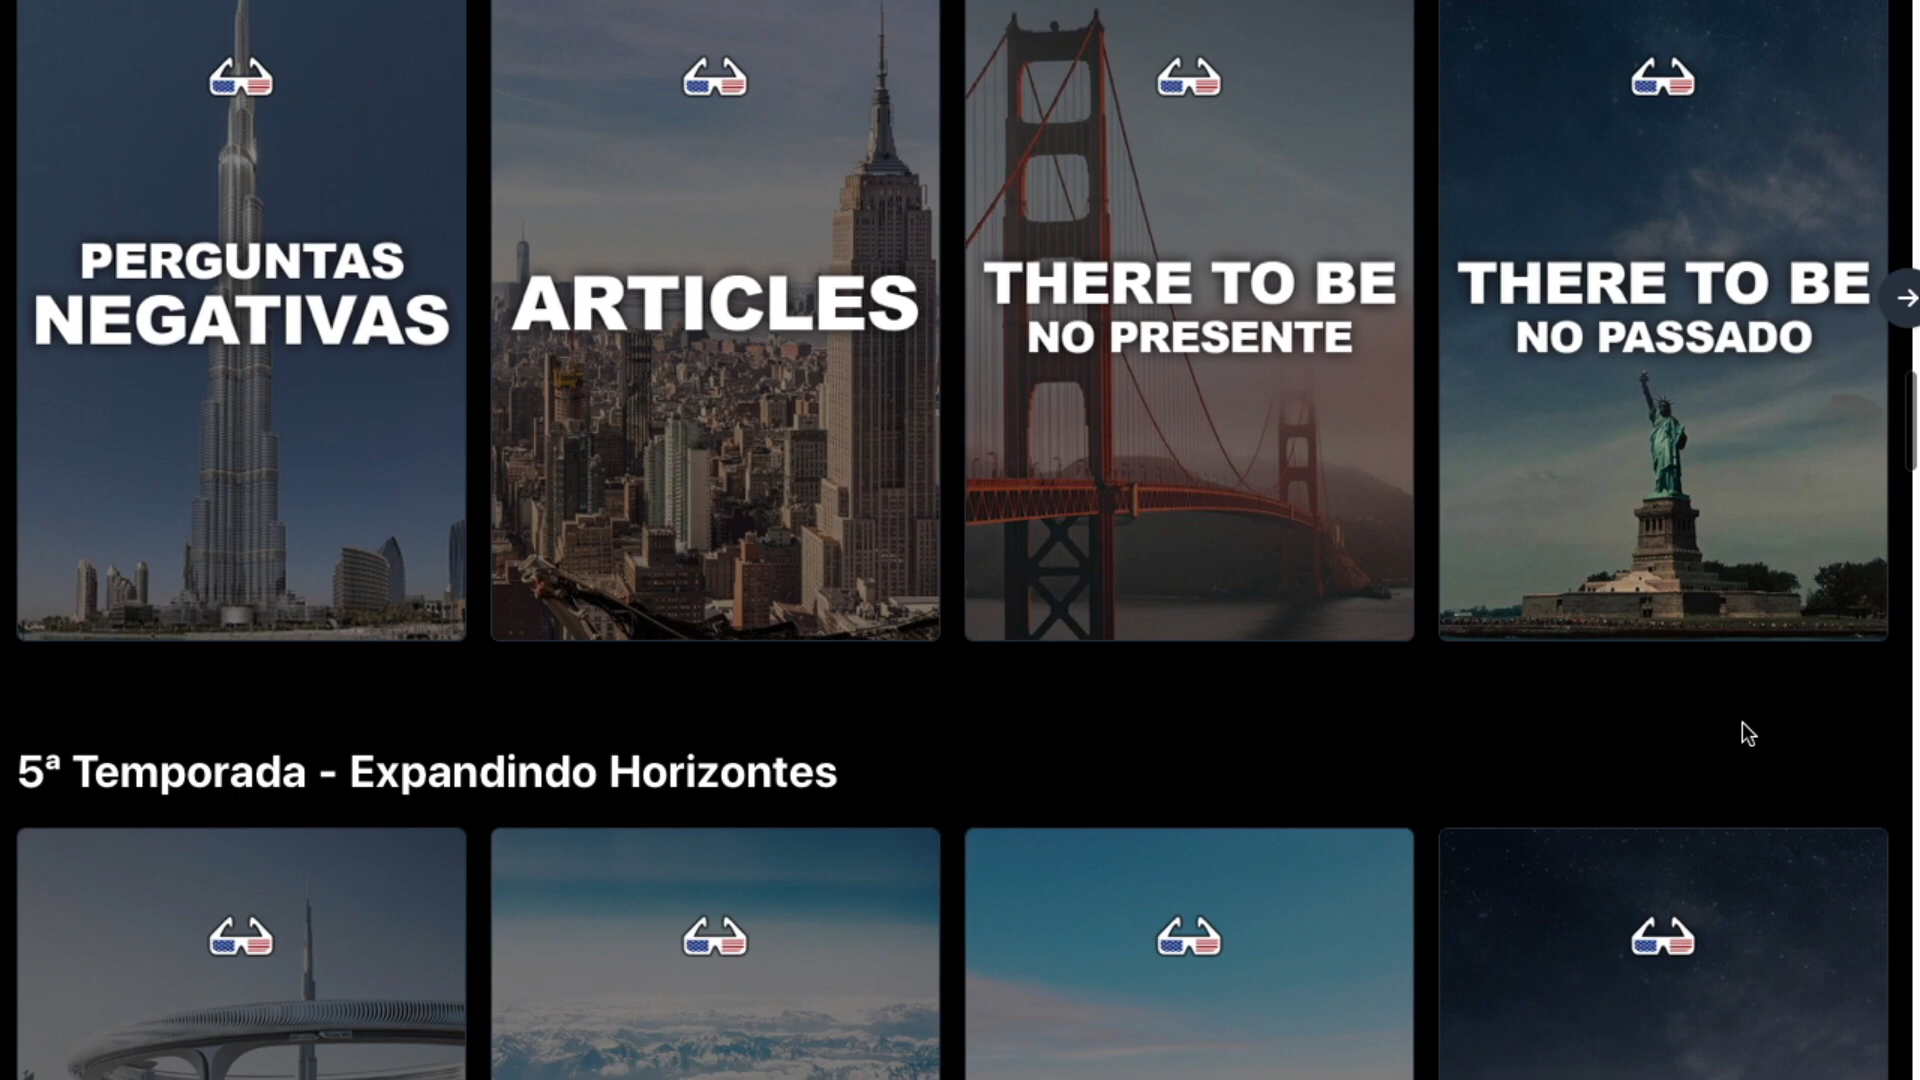 PERGUNTAS
NEGATIVAS
ARTICLES
THERE TO BE
NO PRESENTE
THERE TO BE
NO PASSADO
5ª Temporada - Expandindo Horizontes